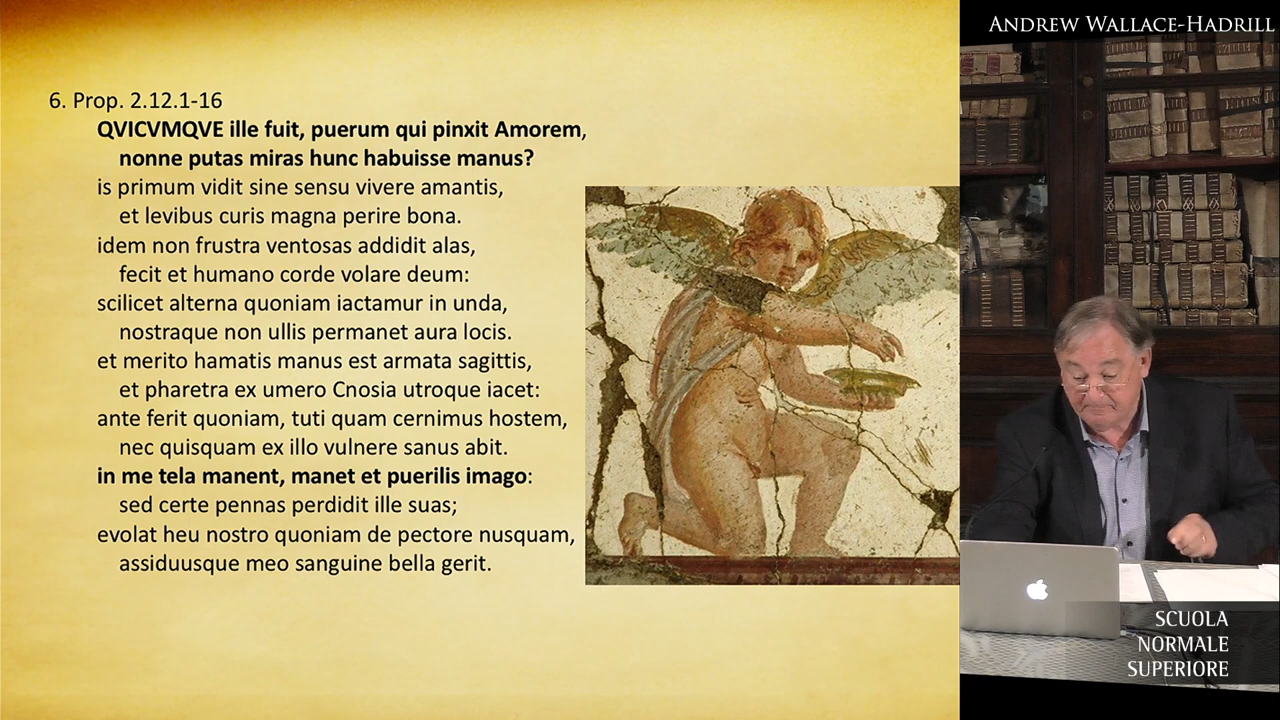 6. Prop. 2.12.1-16
QVICVMQVE ille fuit, puerum qui pinxit Amorem,
nonne putas miras hunc habuisse manus?
is primum vidit sine sensu vivere amantis,
et levibus curis magna perire bona.
idem non frustra ventosas addidit alas,
fecit et humano corde volare deum:
scilicet alterna quoniam iactamur in unda,
nostraque non ullis permanet aura locis.
et merito hamatis manus est armata sagittis,
et pharetra ex umero Cnosia utroque iacet:
ante ferit quoniam, tuti quam cernimus hostem,
nec quisquam ex illo vulnere sanus abit.
in me tela manent, manet et puerilis imago:
sed certe pennas perdidit ille suas;
evolat heu nostro quoniam de pectore nusquam,
assiduusque meo sanguine bella gerit.
ANDREW WALLACE-HADRILL
SCUOLA
NORMALE
SUPERIORE